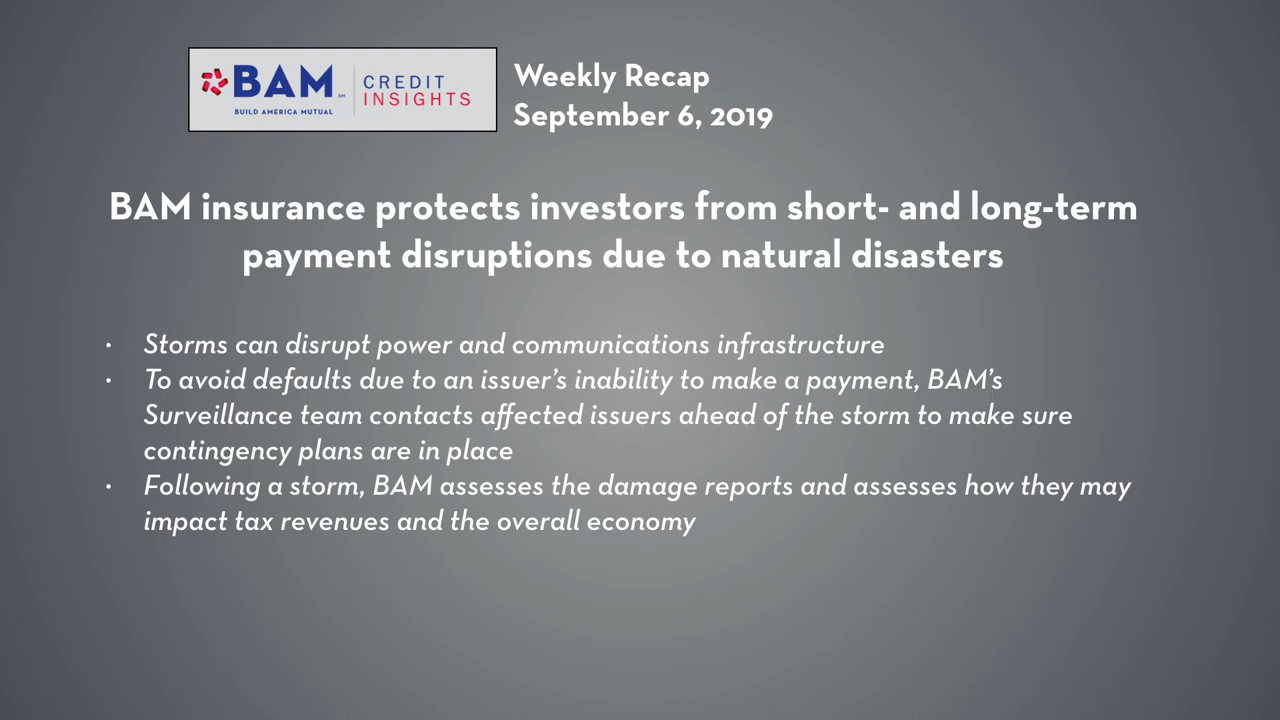 BAM SM
BUILD AMERICA MUTUAL
CREDIT
INSIGHTS
Weekly Recap
September 6, 2019
BAM insurance protects investors from short- and long-term
payment disruptions due to natural disasters
• Storms can disrupt power and communications infrastructure
• To avoid defaults due to an issuer’s inability to make a payment, BAM’s
Surveillance team contacts affected issuers ahead of the storm to make sure
contingency plans are in place
• Following a storm, BAM assesses the damage reports and assesses how they may
impact tax revenues and the overall economy